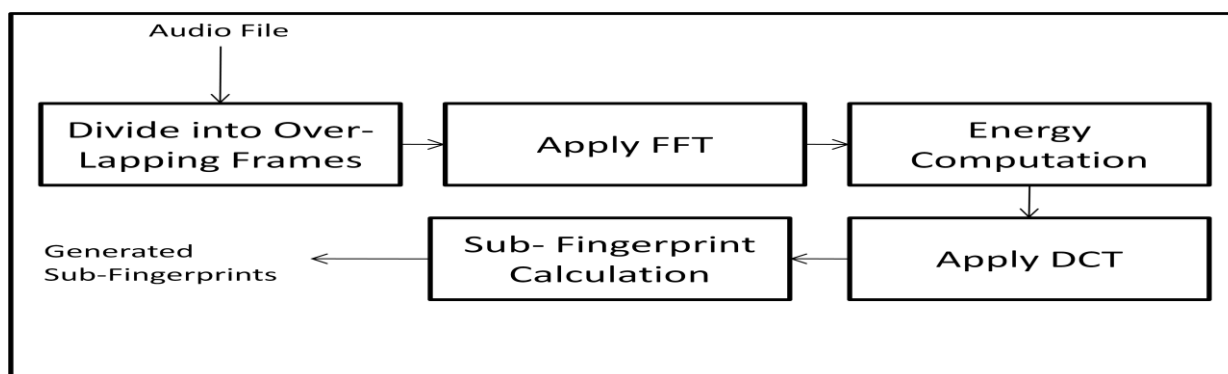 Audio File
Divide into Over-
Lapping Frames
Apply FFT
Energy
Computation
Apply DCT
Sub- Fingerprint
Calculation
Generated
Sub-Fingerprints